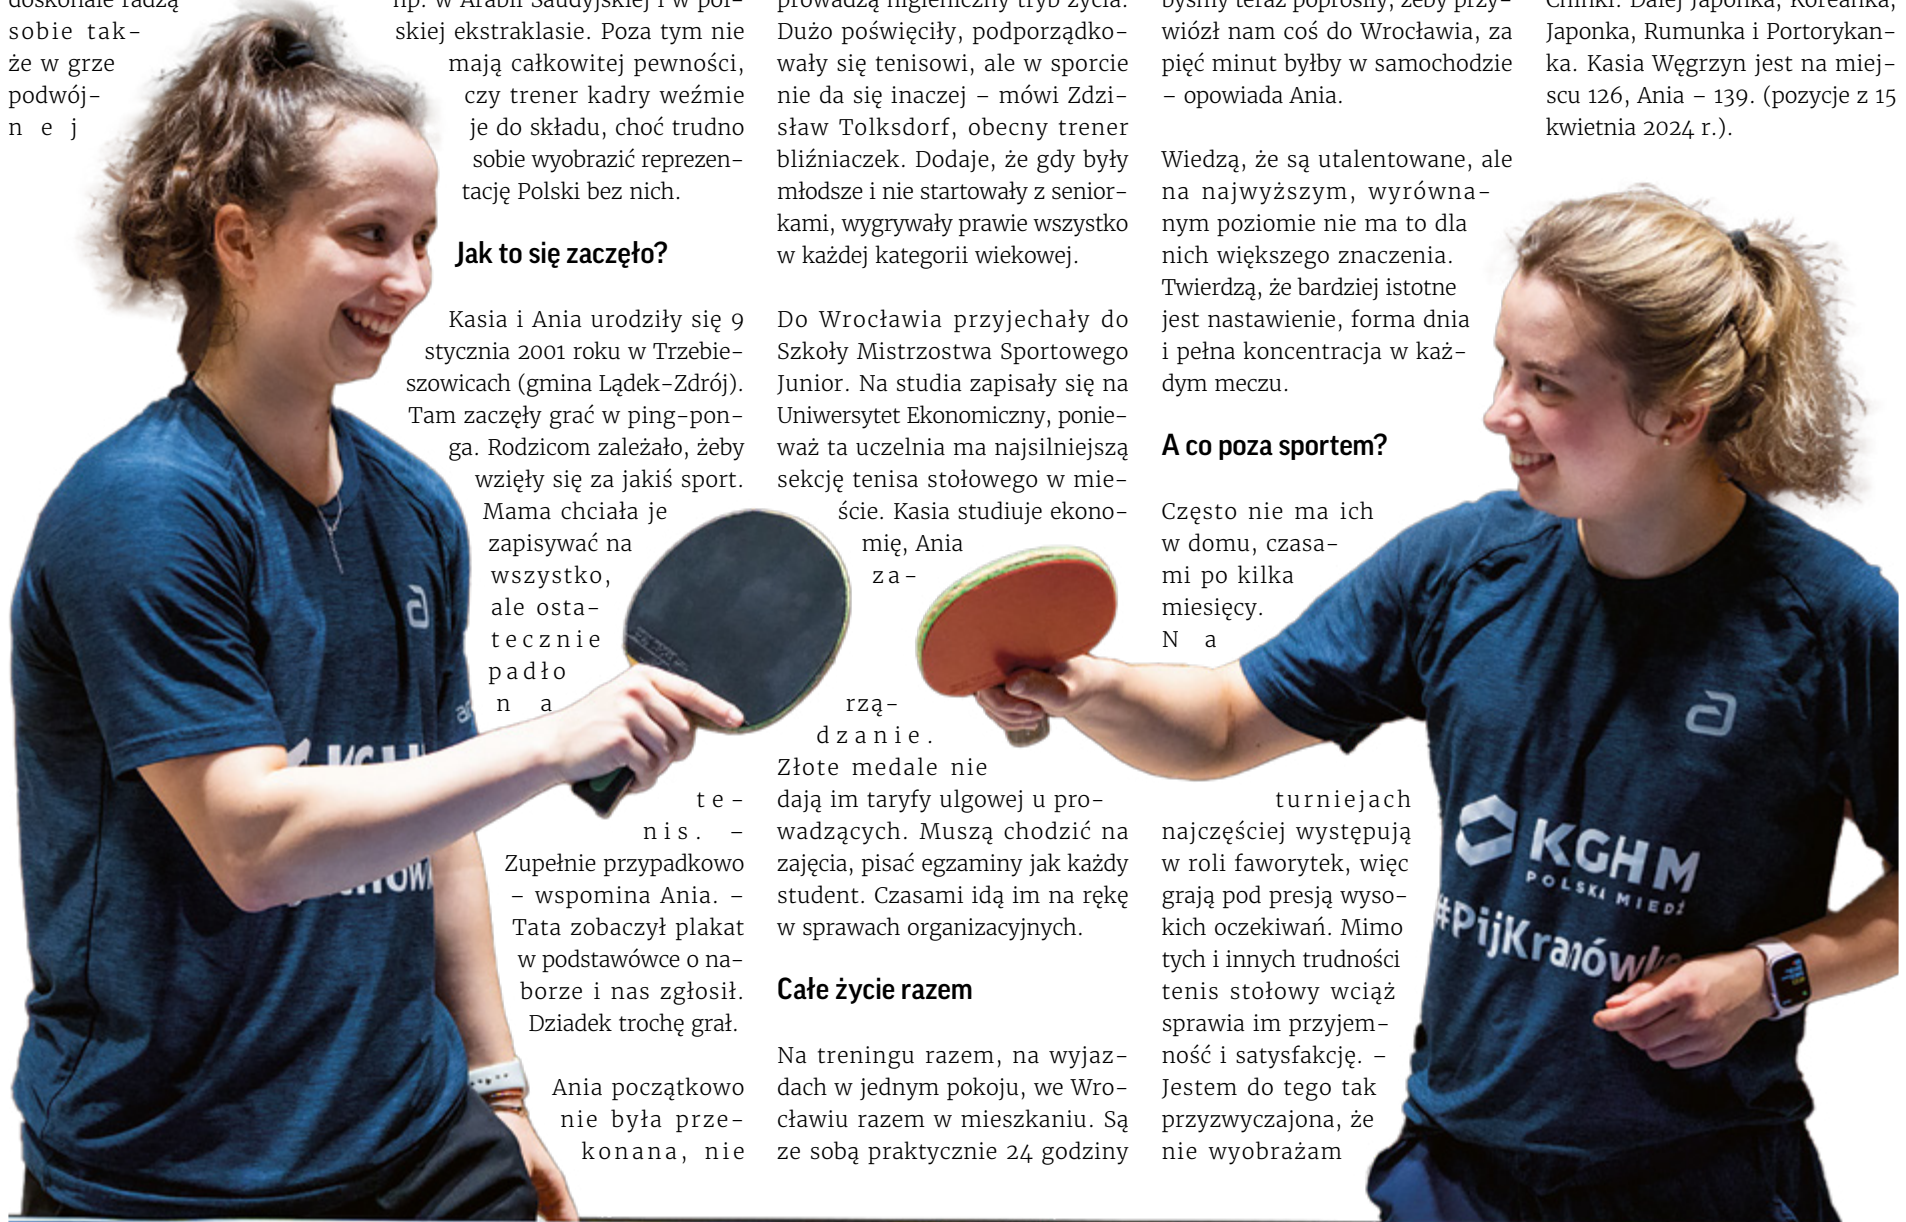 doskonale radzą
sobie tak-
że w grze
podwój-
nej
np. w Arabii Saudyjskiej i w pol-
skiej ekstraklasie. Poza tym nie
mają całkowitej pewności,
czy trener kadry weźmie
je do składu, choć trudno
sobie wyobrazić reprezen-
tację Polski bez nich.
Jak to się zaczęło?
Kasia i Ania urodziły się 9
stycznia 2001 roku w Trzebie-
szowicach (gmina Lądek-Zdrój).
Tam zaczęły grać w ping-pon-
ga. Rodzicom zależało, żeby
wzięły się za jakiś sport.
Mama chciała je
zapisywać na
wszystko,
ale osta-
tecznie
padło
na
te-
nis. –
Zupełnie przypadkowo
– wspomina Ania. –
Tata zobaczył plakat
w podstawówce o na-
borze i nas zgłosił.
Dziadek trochę grał.
Ania początkowo
nie była prze-
konana, nie
prowadzą higieniczny tryb życia.
Dużo poświęciły, podporządko-
wały się tenisowi, ale w sporcie
nie da się inaczej – mówi Zdzi-
sław Tolksdorf, obecny trener
bliźniaczek. Dodaje, że gdy były
młodsze i nie startowały z senior-
kami, wygrywały prawie wszystko
w każdej kategorii wiekowej.
Do Wrocławia przyjechały do
Szkoły Mistrzostwa Sportowego
Junior. Na studia zapisały się na
Uniwersytet Ekonomiczny, ponie-
waż ta uczelnia ma najsilniejszą
sekcję tenisa stołowego w mie-
ście. Kasia studiuje ekono-
mię, Ania
za-
rzą-
dzanie.
Złote medale nie
dają im taryfy ulgowej u pro-
wadzących. Muszą chodzić na
zajęcia, pisać egzaminy jak każdy
student. Czasami idą im na rękę
w sprawach organizacyjnych.
Całe życie razem
Na treningu razem, na wyjaz-
dach w jednym pokoju, we Wro-
cławiu razem w mieszkaniu. Są
ze sobą praktycznie 24 godziny
byśmy teraz poprosiły, żeby przy-
wiózł nam coś do Wrocławia, za
pięć minut byłby w samochodzie
– opowiada Ania.
Wiedzą, że są utalentowane, ale
na najwyższym, wyrówna-
nym poziomie nie ma to dla
nich większego znaczenia.
Twierdzą, że bardziej istotne
jest nastawienie, forma dnia
i pełna koncentracja w każ-
dym meczu.
A co poza sportem?
Często nie ma ich
w domu, czasa-
mi po kilka
miesięcy.
Na
turniejach
najczęściej występują
w roli faworytek, więc
grają pod presją wyso-
kich oczekiwań. Mimo
tych i innych trudności
tenis stołowy wciąż
sprawia im przyjem-
ność i satysfakcję. –
Jestem do tego tak
przyzwyczajona, że
nie wyobrażam
Chinki. Dalej Japonka, Koreanka,
Japonka, Rumunka i Portorykan-
ka. Kasia Węgrzyn jest na miej-
scu 126, Ania – 139. (pozycje z 15
kwietnia 2024 r.).
KGHM
POLSKA MIEDŹ